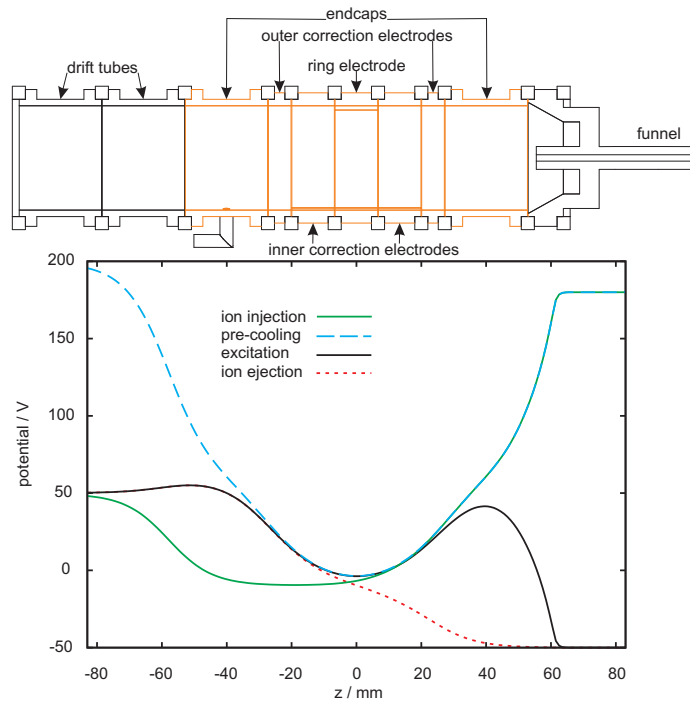 endcaps
outer correction electrodes
ring electrode
drift tubes
funnel
inner correction electrodes
200
150
100
50
0
-50
potential / V
ion injection
pre-cooling
excitation
ion ejection
-80 -60 -40 -20 0 20 40 60 80
z / mm